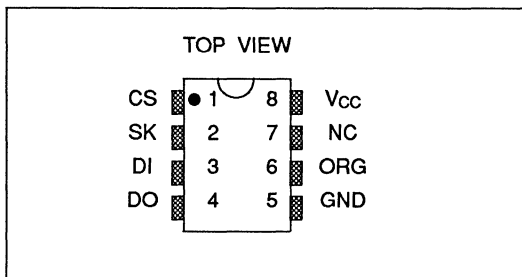 TOP VIEW
CS 1 8 Vcc
SK 2 7 NC
DI 3 6 ORG
DO 4 5 GND